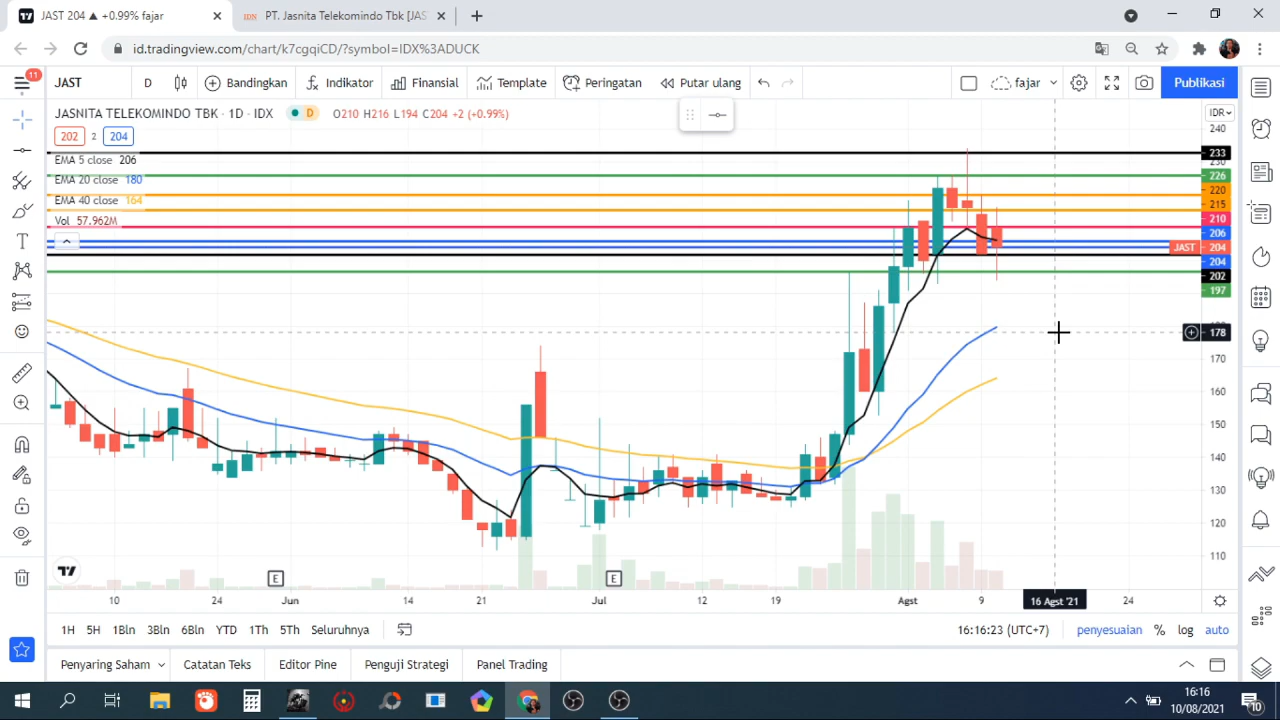 JAST 204 ▲ +0.99% fajar
IDN PT. Jasnita Telekomindo Tbk [JAS
id.tradingview.com/chart/k7cgqiCD/?symbol=IDX%3ADUCK
11
JAST D Bandingkan Indikator Finansial Template Peringatan Putar ulang fajar Publikasi
JASNITA TELEKOMINDO TBK · 1D · IDX D O210 H216 L194 C204 +2 (+0.99%)
IDR
202 2 204
EMA 5 close 206
EMA 20 close 180
EMA 40 close 164
Vol 57.962M
240
233
230
226
220
215
210
206
JAST 204
204
202
197
178
170
160
150
140
130
120
110
E E
10 24 Jun 14 21 Jul 12 19 Agst 9 16 Agst '21 24
1H 5H 1Bln 3Bln 6Bln YTD 1Th 5Th Seluruhnya 16:16:23 (UTC+7) penyesuaian % log auto
Penyaring Saham Catatan Teks Editor Pine Penguji Strategi Panel Trading
16:16
10/08/2021
10